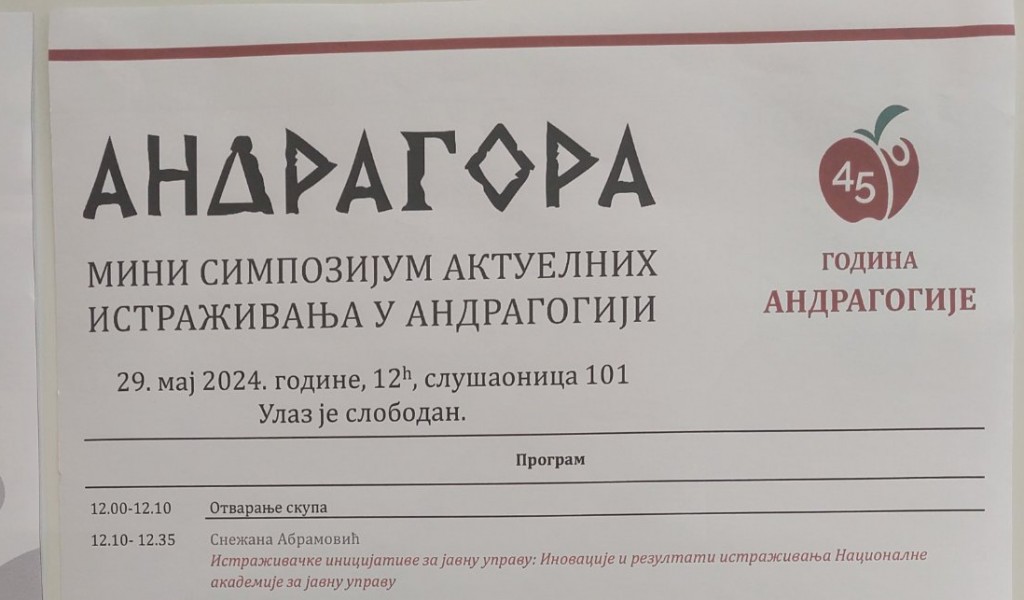 АНДРАГОРА
МИНИ СИМПОЗИЈУМ АКТУЕЛНИХ
ИСТРАЖИВАЊА У АНДРАГОГИЈИ
29. мај 2024. године, 12ʰ, слушаоница 101
Улаз је слободан.
45
ГОДИНА
АНДРАГОГИЈЕ
Програм
12.00-12.10 Отварање скупа
12.10- 12.35 Снежана Абрамовић
Истраживачке иницијативе за јавну управу: Иновације и резултати истраживања Националне
академије за јавну управу